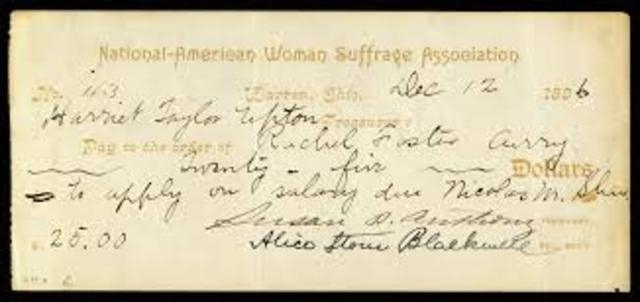 National-American Woman Suffrage Association
No. 163 Warren, Ohio, Dec 12 1896
Harriet Taylor Upton Treasurer:
Pay to the order of Rachel Foster Avery
Twenty-five Dollars
to apply on salary due Nicolas M. Shaw
Susan B. Anthony
$ 25.00 Alice Stone Blackwell